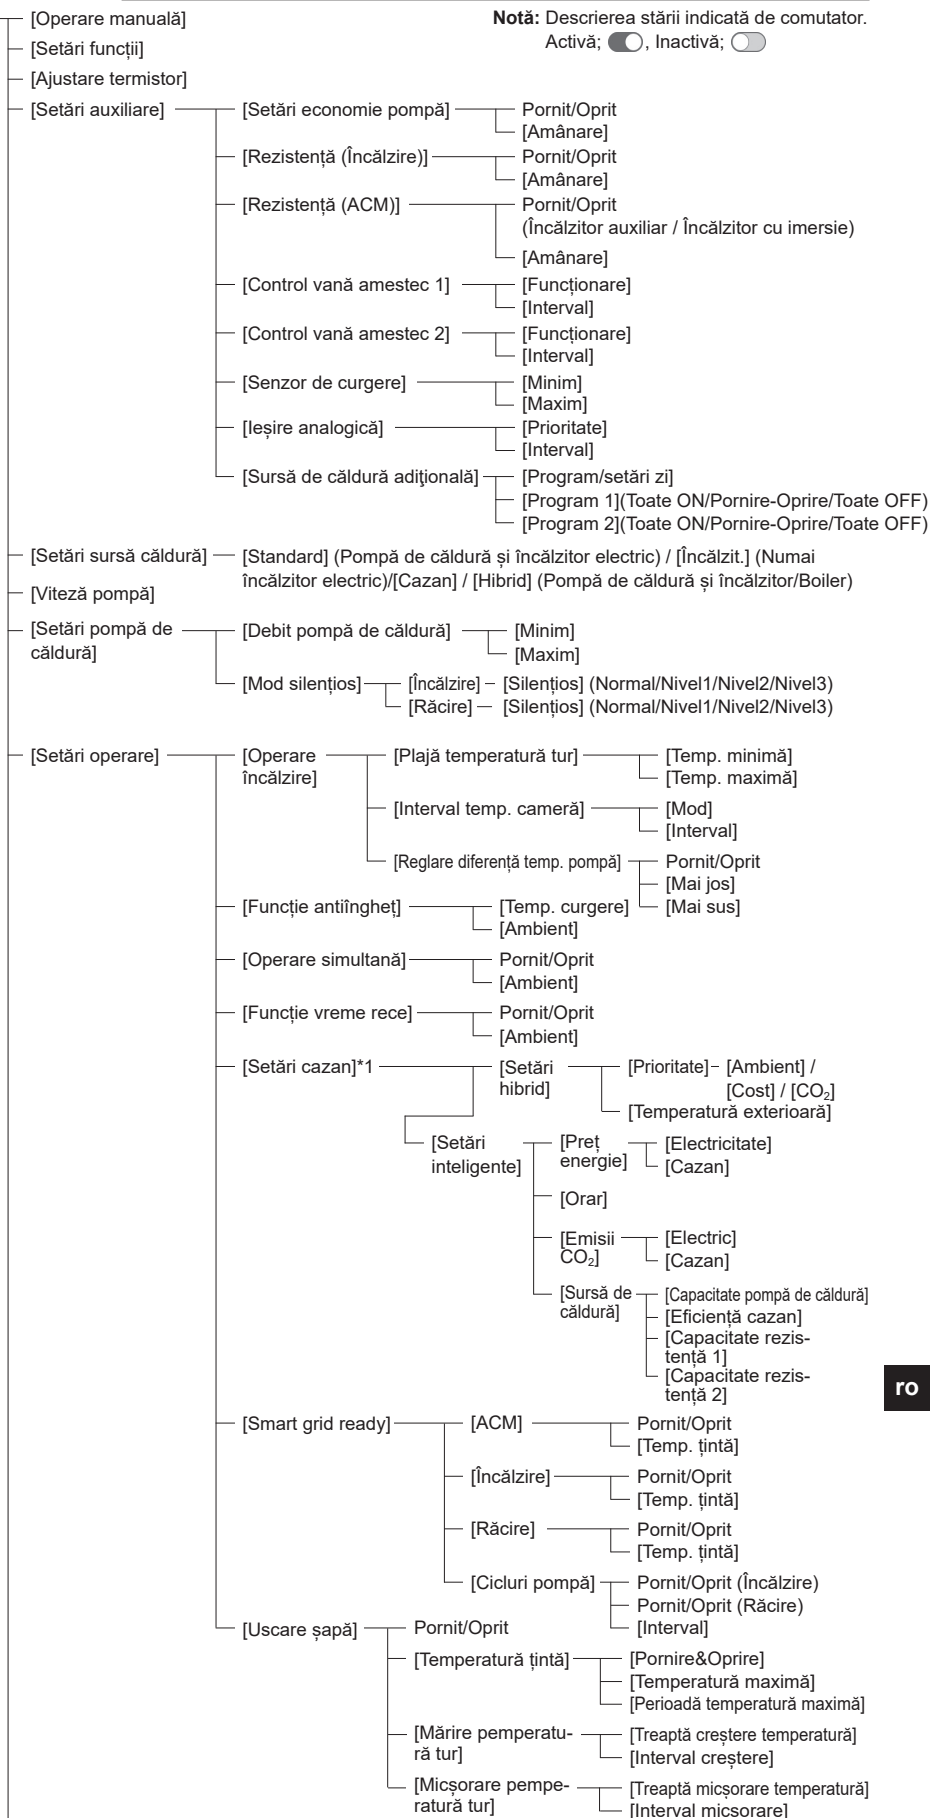 [Operare manuală]
Notă: Descrierea stării indicată de comutator.
Activă; , Inactivă;
[Setări funcții]
[Ajustare termistor]
[Setări auxiliare]
[Setări economie pompă]
Pornit/Oprit
[Amânare]
[Rezistență (Încălzire)]
Pornit/Oprit
[Amânare]
[Rezistență (ACM)]
Pornit/Oprit
(Încălzitor auxiliar / Încălzitor cu imersie)
[Amânare]
[Control vană amestec 1]
[Funcționare]
[Interval]
[Control vană amestec 2]
[Funcționare]
[Interval]
[Senzor de curgere]
[Minim]
[Maxim]
[Ieșire analogică]
[Prioritate]
[Interval]
[Sursă de căldură adiţională]
[Program/setări zi]
[Program 1](Toate ON/Pornire-Oprire/Toate OFF)
[Program 2](Toate ON/Pornire-Oprire/Toate OFF)
[Setări sursă căldură]
[Standard] (Pompă de căldură și încălzitor electric) / [Încălzit.] (Numai
încălzitor electric)/[Cazan] / [Hibrid] (Pompă de căldură și încălzitor/Boiler)
[Viteză pompă]
[Setări pompă de
căldură]
[Debit pompă de căldură]
[Minim]
[Maxim]
[Mod silențios]
[Încălzire]
[Silențios] (Normal/Nivel1/Nivel2/Nivel3)
[Răcire]
[Silențios] (Normal/Nivel1/Nivel2/Nivel3)
[Setări operare]
[Operare
încălzire]
[Plajă temperatură tur]
[Temp. minimă]
[Temp. maximă]
[Interval temp. cameră]
[Mod]
[Interval]
[Reglare diferență temp. pompă]
Pornit/Oprit
[Mai jos]
[Mai sus]
[Funcție antiîngheț]
[Temp. curgere]
[Ambient]
[Operare simultană]
Pornit/Oprit
[Ambient]
[Funcție vreme rece]
Pornit/Oprit
[Ambient]
[Setări cazan]*1
[Setări
hibrid]
[Prioritate]
[Ambient] /
[Cost] / [CO₂]
[Temperatură exterioară]
[Setări
inteligente]
[Preț
energie]
[Electricitate]
[Cazan]
[Orar]
[Emisii
CO₂]
[Electric]
[Cazan]
[Sursă de
căldură]
[Capacitate pompă de căldură]
[Eficiență cazan]
[Capacitate rezis-
tență 1]
[Capacitate rezis-
tență 2]
ro
[Smart grid ready]
[ACM]
Pornit/Oprit
[Temp. țintă]
[Încălzire]
Pornit/Oprit
[Temp. țintă]
[Răcire]
Pornit/Oprit
[Temp. țintă]
[Cicluri pompă]
Pornit/Oprit (Încălzire)
Pornit/Oprit (Răcire)
[Interval]
[Uscare șapă]
Pornit/Oprit
[Temperatură țintă]
[Pornire&Oprire]
[Temperatură maximă]
[Perioadă temperatură maximă]
[Mărire pemperatu-
ră tur]
[Treaptă creștere temperatură]
[Interval creștere]
[Micșorare pempe-
ratură tur]
[Treaptă micșorare temperatură]
[Interval micșorare]